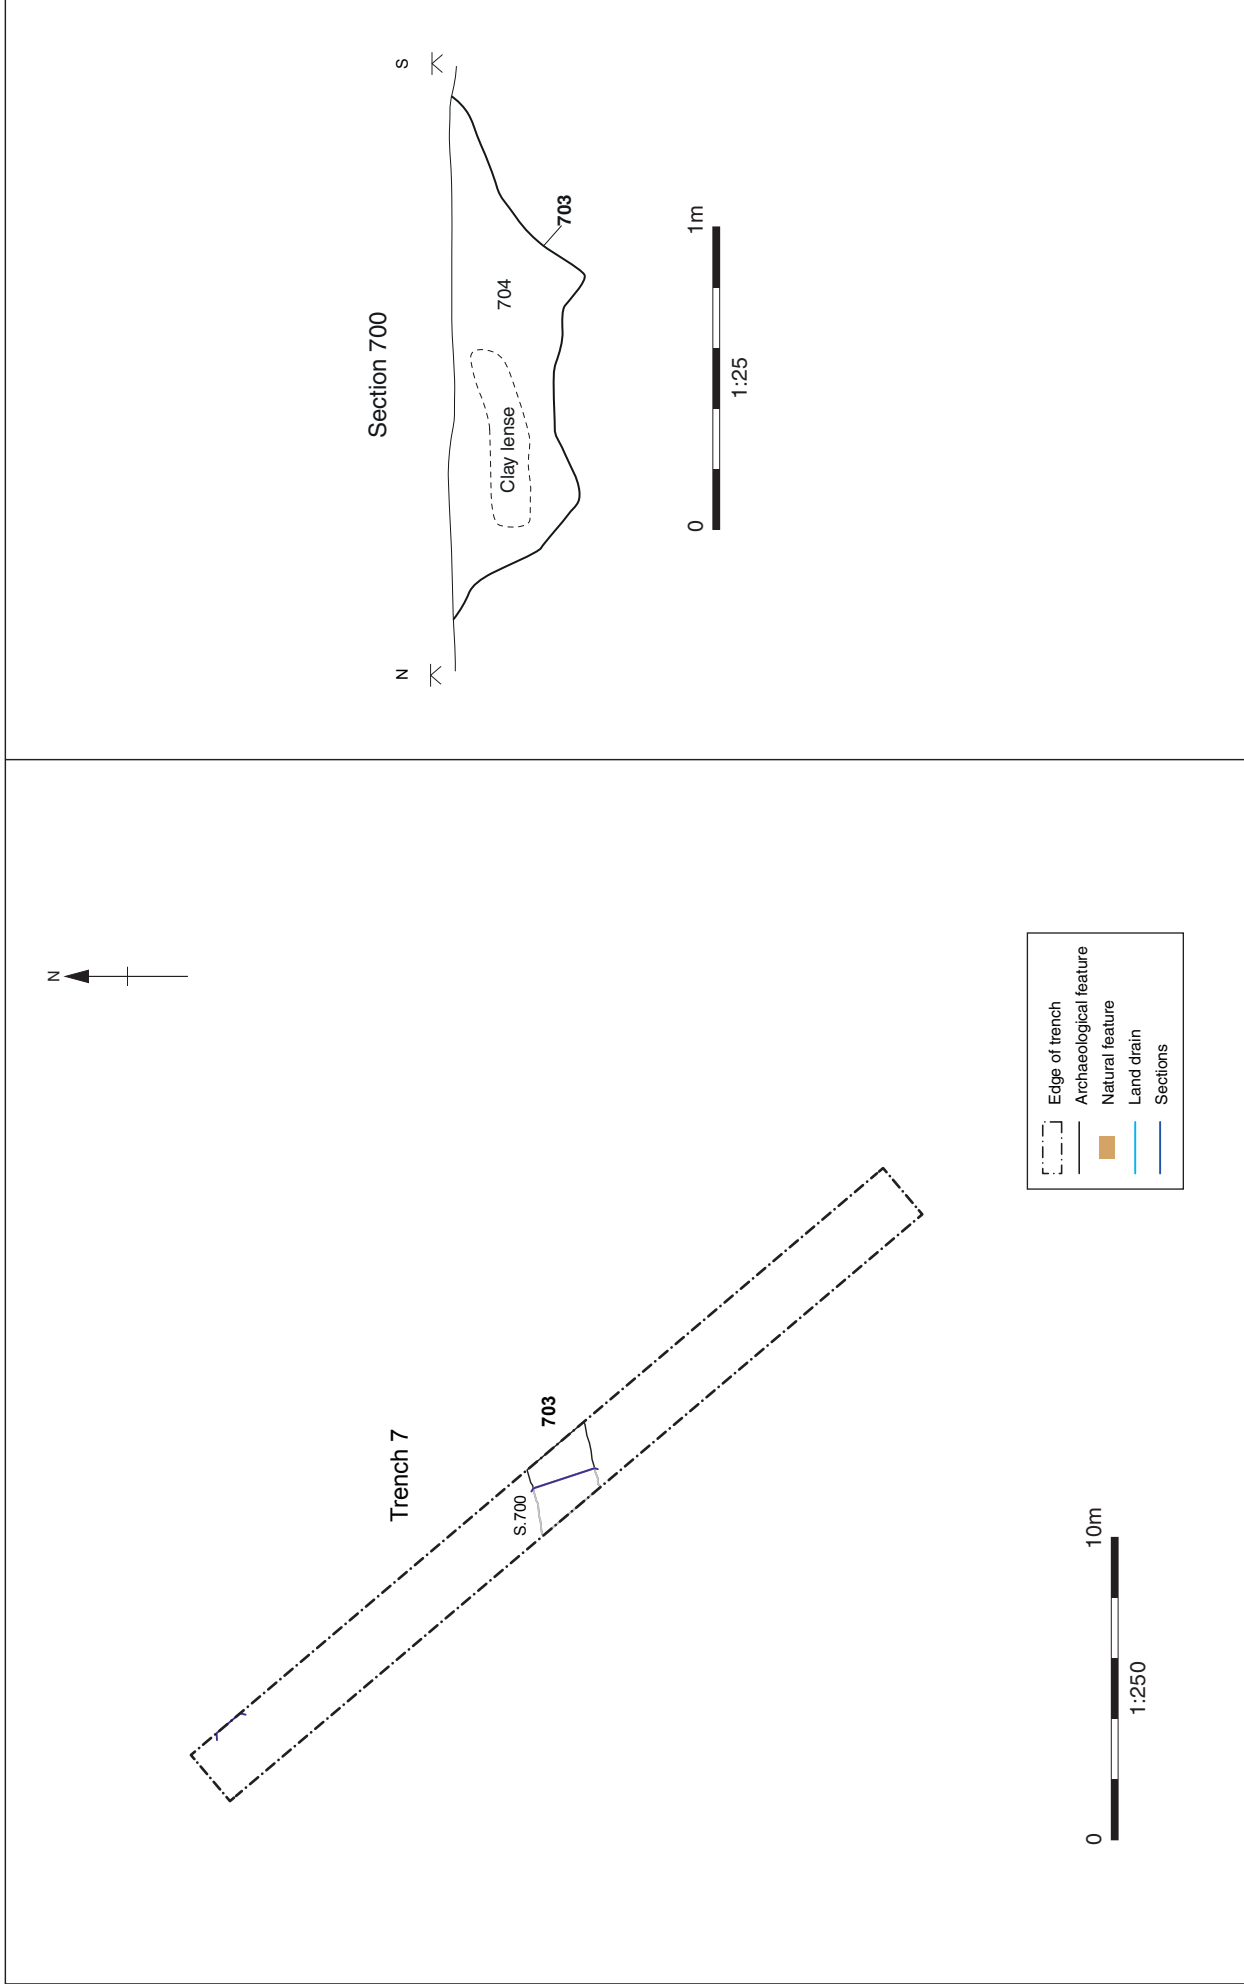 Trench 7
N
S.700
703
0
10m
1:250
Edge of trench
Archaeological feature
Natural feature
Land drain
Sections
Section 700
N
S
Clay lense
704
703
0
1m
1:25